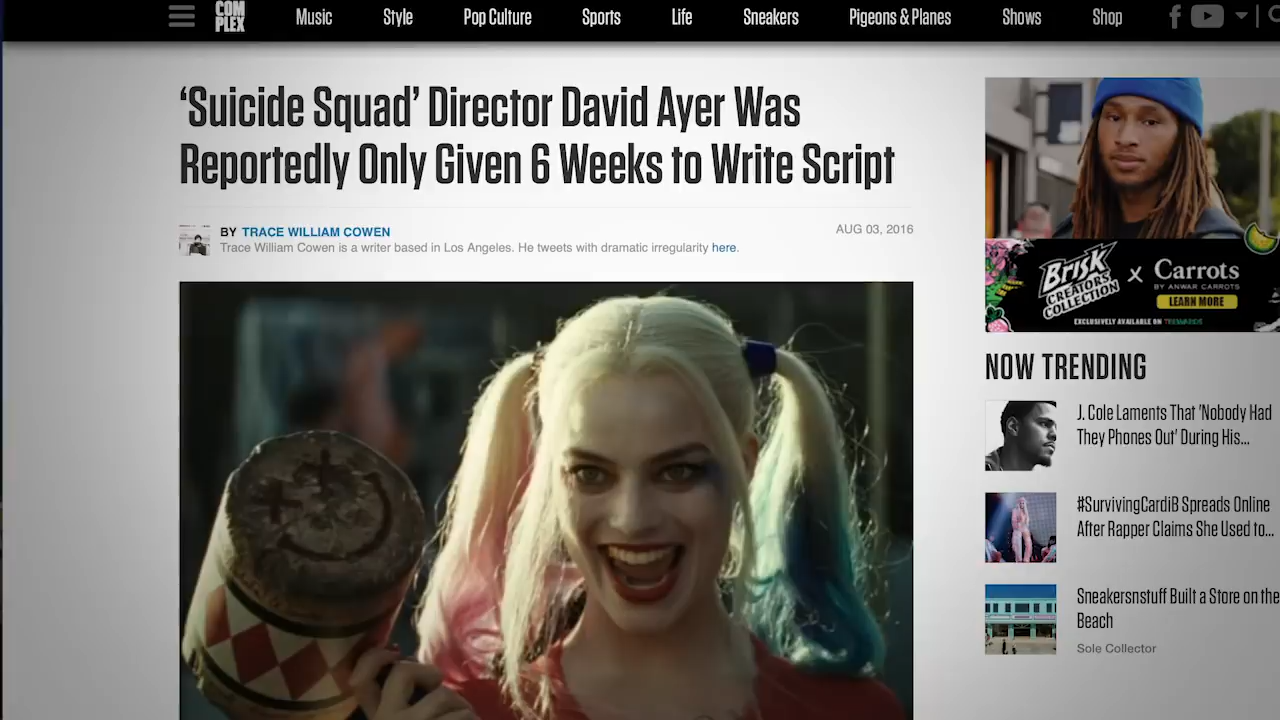 COM
PLEX
Music
Style
Pop Culture
Sports
Life
Sneakers
Pigeons & Planes
Shows
Shop
‘Suicide Squad’ Director David Ayer Was
Reportedly Only Given 6 Weeks to Write Script
BY TRACE WILLIAM COWEN
AUG 03, 2016
Trace William Cowen is a writer based in Los Angeles. He tweets with dramatic irregularity here.
BRISK
CREATORS
COLLECTION
X
Carrots
BY ANWAR CARROTS
LEARN MORE
EXCLUSIVELY AVAILABLE ON
NOW TRENDING
J. Cole Laments That 'Nobody Had
They Phones Out' During His...
#SurvivingCardiB Spreads Online
After Rapper Claims She Used to...
Sneakersnstuff Built a Store on the
Beach
Sole Collector